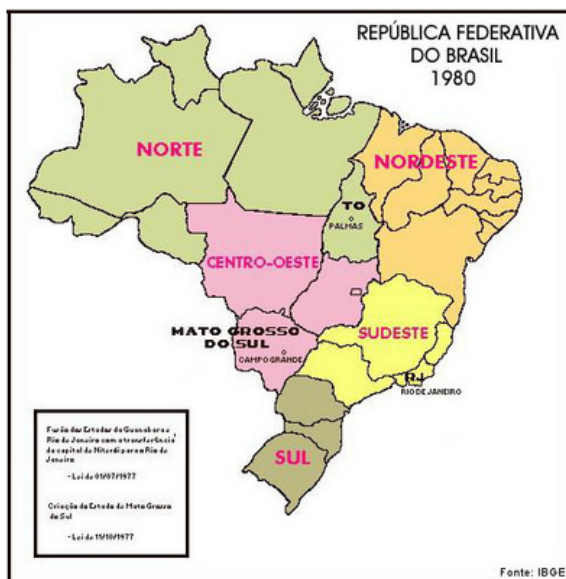 REPÚBLICA FEDERATIVA
DO BRASIL
1980
NORTE
NORDESTE
TO
PALMAS
CENTRO-OESTE
MATO GROSSO
DO SUL
CAMPO GRANDE
SUDESTE
RJ
RIO DE JANEIRO
SUL
Fusão dos Estados da Guanabara e
Rio de Janeiro com a transferência
da capital de Niterói para o Rio de
Janeiro
- Lei de 01/07/1977
Criação do Estado do Mato Grosso
do Sul
- Lei de 11/10/1977
Fonte: IBGE